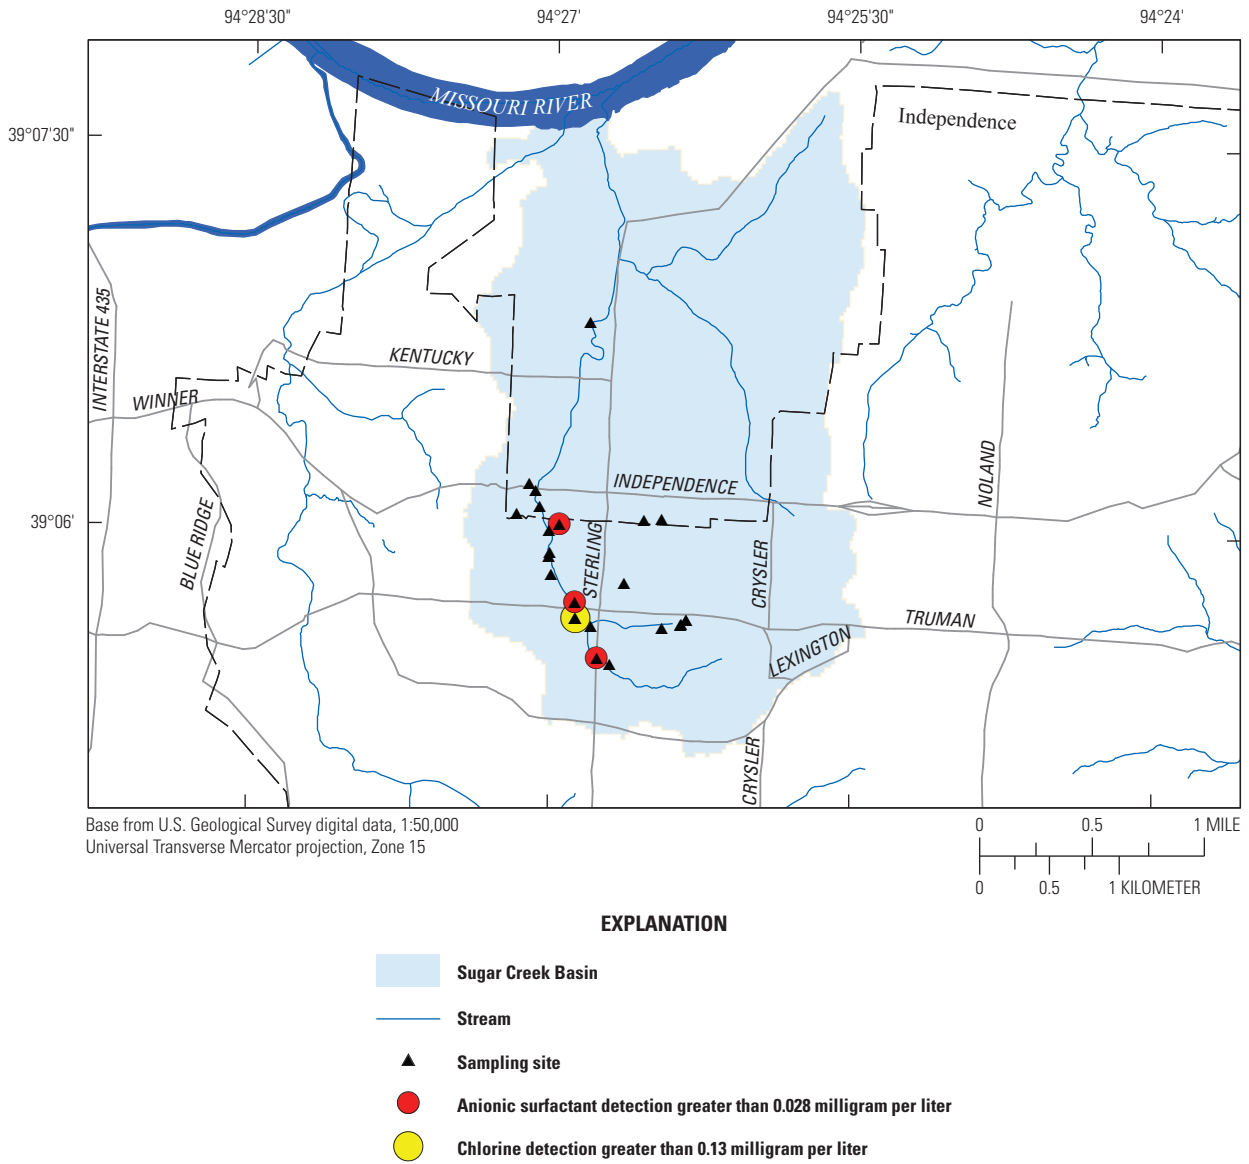 94°28'30"
94°27'
94°25'30"
94°24'
39°07'30"
MISSOURI RIVER
Independence
INTERSTATE 435
KENTUCKY
WINNER
BLUE RIDGE
INDEPENDENCE
NOLAND
39°06'
STERLING
CRYSLER
TRUMAN
LEXINGTON
CRYSLER
Base from U.S. Geological Survey digital data, 1:50,000
Universal Transverse Mercator projection, Zone 15
0 0.5 1 MILE
0 0.5 1 KILOMETER
EXPLANATION
Sugar Creek Basin
Stream
Sampling site
Anionic surfactant detection greater than 0.028 milligram per liter
Chlorine detection greater than 0.13 milligram per liter